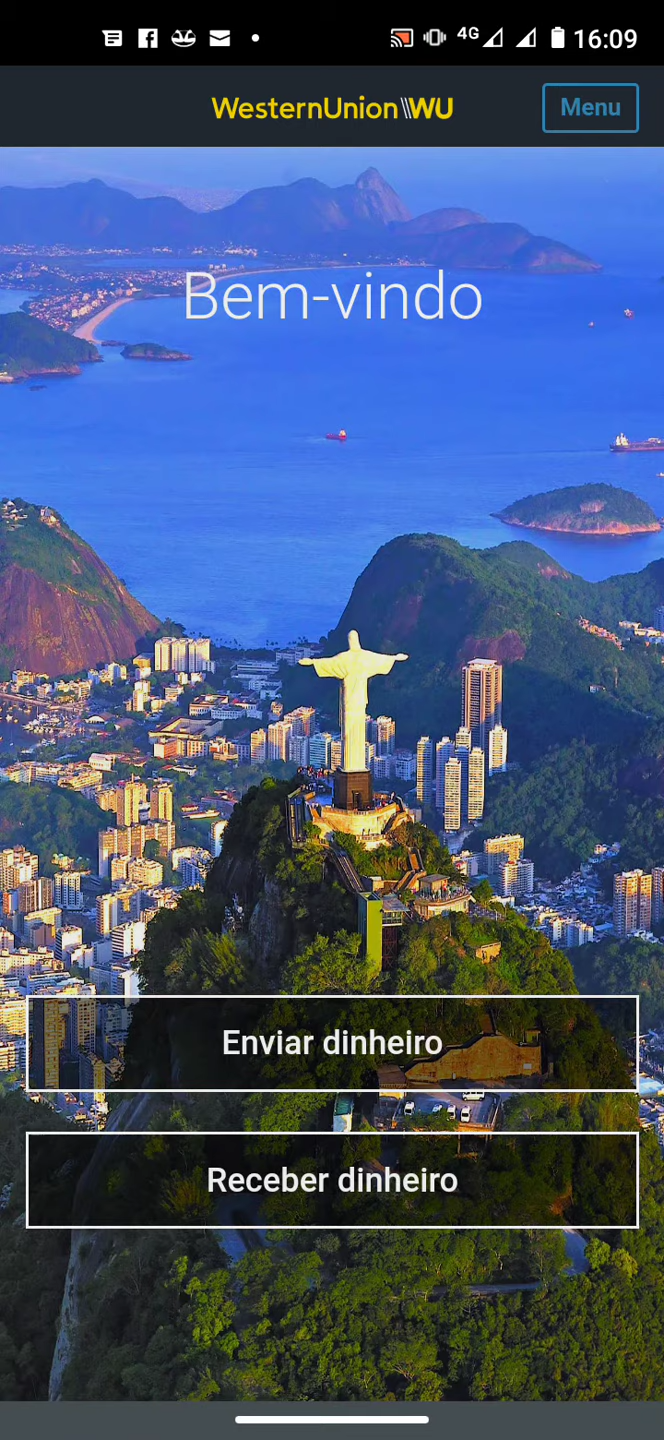 4G 16:09
WesternUnion WU
Menu
Bem-vindo
Enviar dinheiro
Receber dinheiro